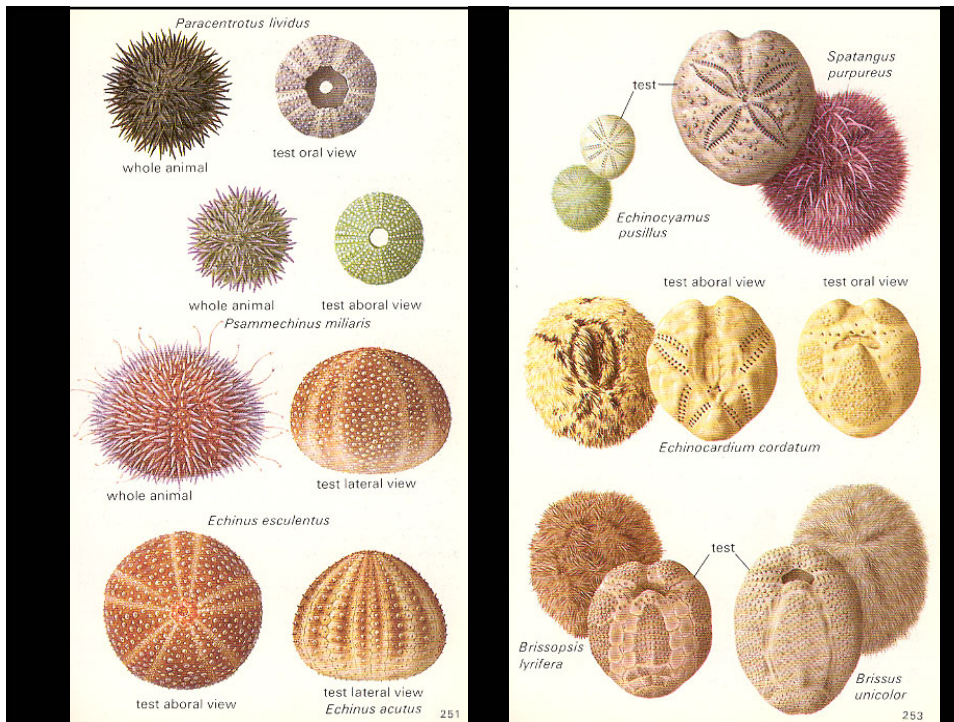 Paracentrotus lividus
whole animal
test oral view
whole animal
test aboral view
Psammechinus miliaris
whole animal
test lateral view
Echinus esculentus
test aboral view
test lateral view
Echinus acutus
251
Spatangus
purpureus
test
Echinocyamus
pusillus
test aboral view
test oral view
Echinocardium cordatum
test
Brissopsis
lyrifera
Brissus
unicolor
253